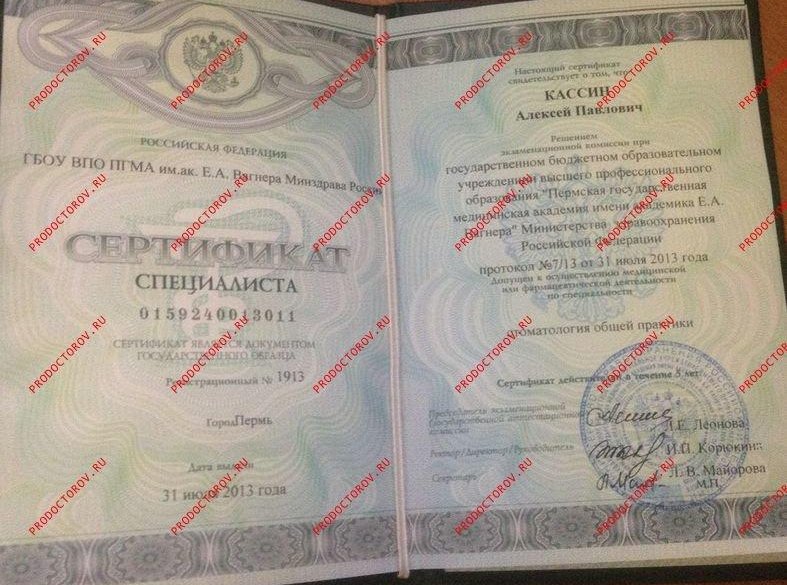 РОССИЙСКАЯ ФЕДЕРАЦИЯ
ГБОУ ВПО ПГМА им.ак. Е.А. Вагнера Минздрава России
СЕРТИФИКАТ
СПЕЦИАЛИСТА
0159240013011
СЕРТИФИКАТ ЯВЛЯЕТСЯ ДОКУМЕНТОМ
ГОСУДАРСТВЕННОГО ОБРАЗЦА
Регистрационный № 1913
Город Пермь
Дата выдачи
31 июля 2013 года
Настоящий сертификат
свидетельствует о том, что
КАССИН
Алексей Павлович
Решением
экзаменационной комиссии при
государственном бюджетном образовательном
учреждении высшего профессионального
образования "Пермская государственная
медицинская академия имени академика Е.А.
Вагнера" Министерства здравоохранения
Российской Федерации
протокол №7/13 от 31 июля 2013 года
Допущен к осуществлению медицинской
или фармацевтической деятельности
по специальности
стоматология общей практики
Сертификат действителен в течение 5 лет
Председатель экзаменационной
(государственной аттестационной)
комиссии
Л.Е. Леонова
Ректор/Директор/Руководитель
И.П. Корюкина
Секретарь
Л.В. Майорова
М.П.
PRODOCTOROV.RU